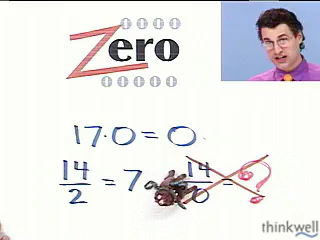 Zero
17·0=0.
14/2 = 7 14/0 = ?
thinkwell